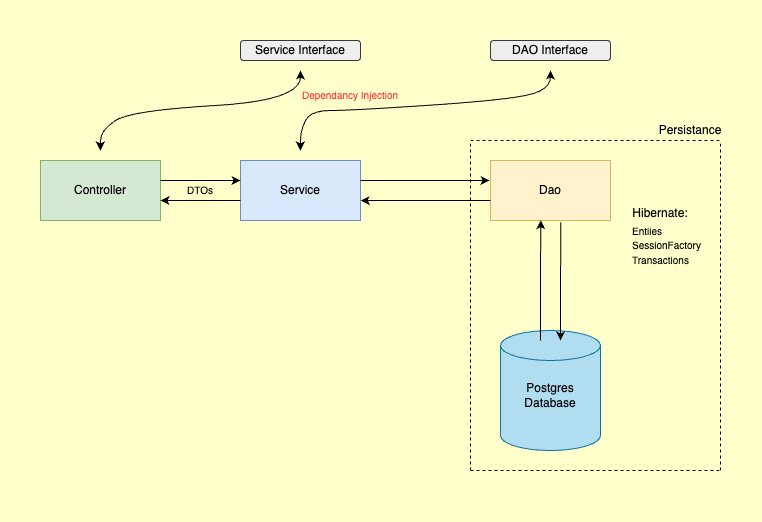 Service Interface
DAO Interface
Dependancy Injection
Persistance
Controller
DTOs
Service
Dao
Hibernate:
Entiies
SessionFactory
Transactions
Postgres
Database